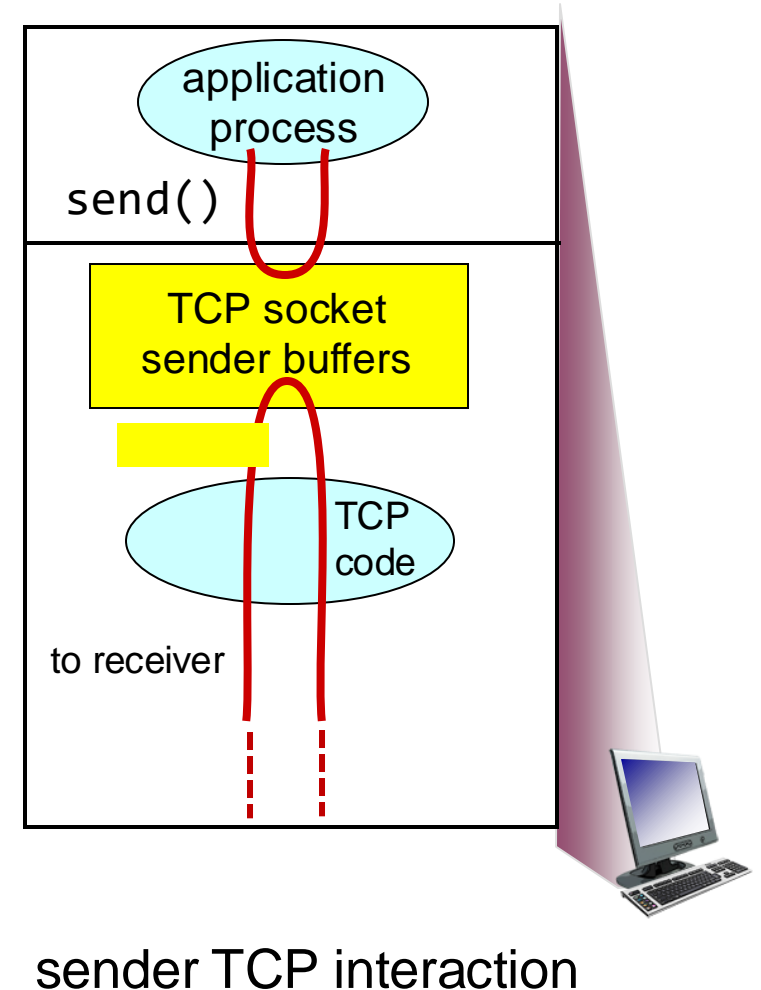 application
process
send()
TCP socket
sender buffers
TCP
code
to receiver
sender TCP interaction